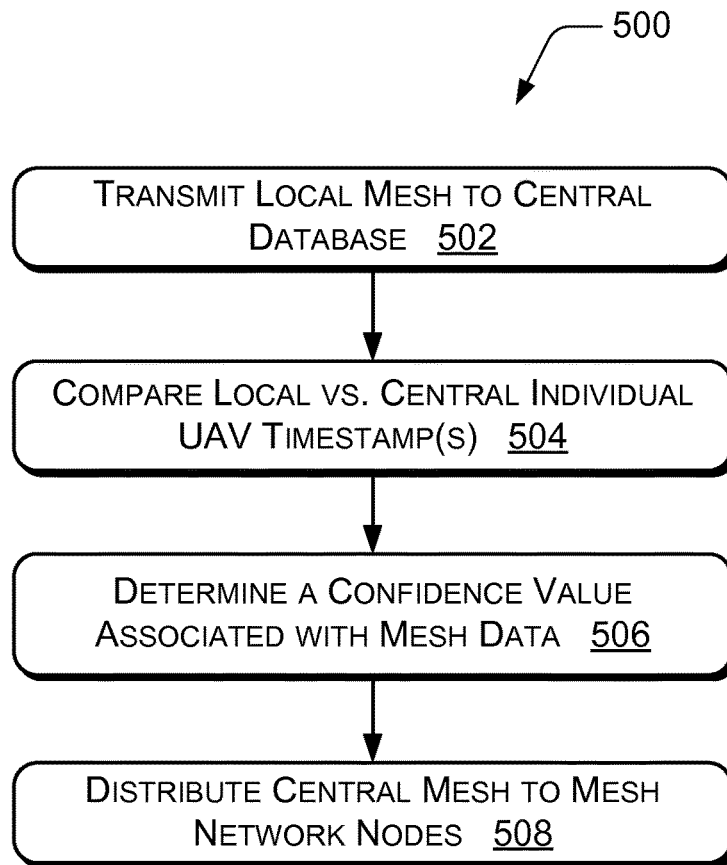 500
TRANSMIT LOCAL MESH TO CENTRAL
DATABASE 502
COMPARE LOCAL VS. CENTRAL INDIVIDUAL
UAV TIMESTAMP(S) 504
DETERMINE A CONFIDENCE VALUE
ASSOCIATED WITH MESH DATA 506
DISTRIBUTE CENTRAL MESH TO MESH
NETWORK NODES 508